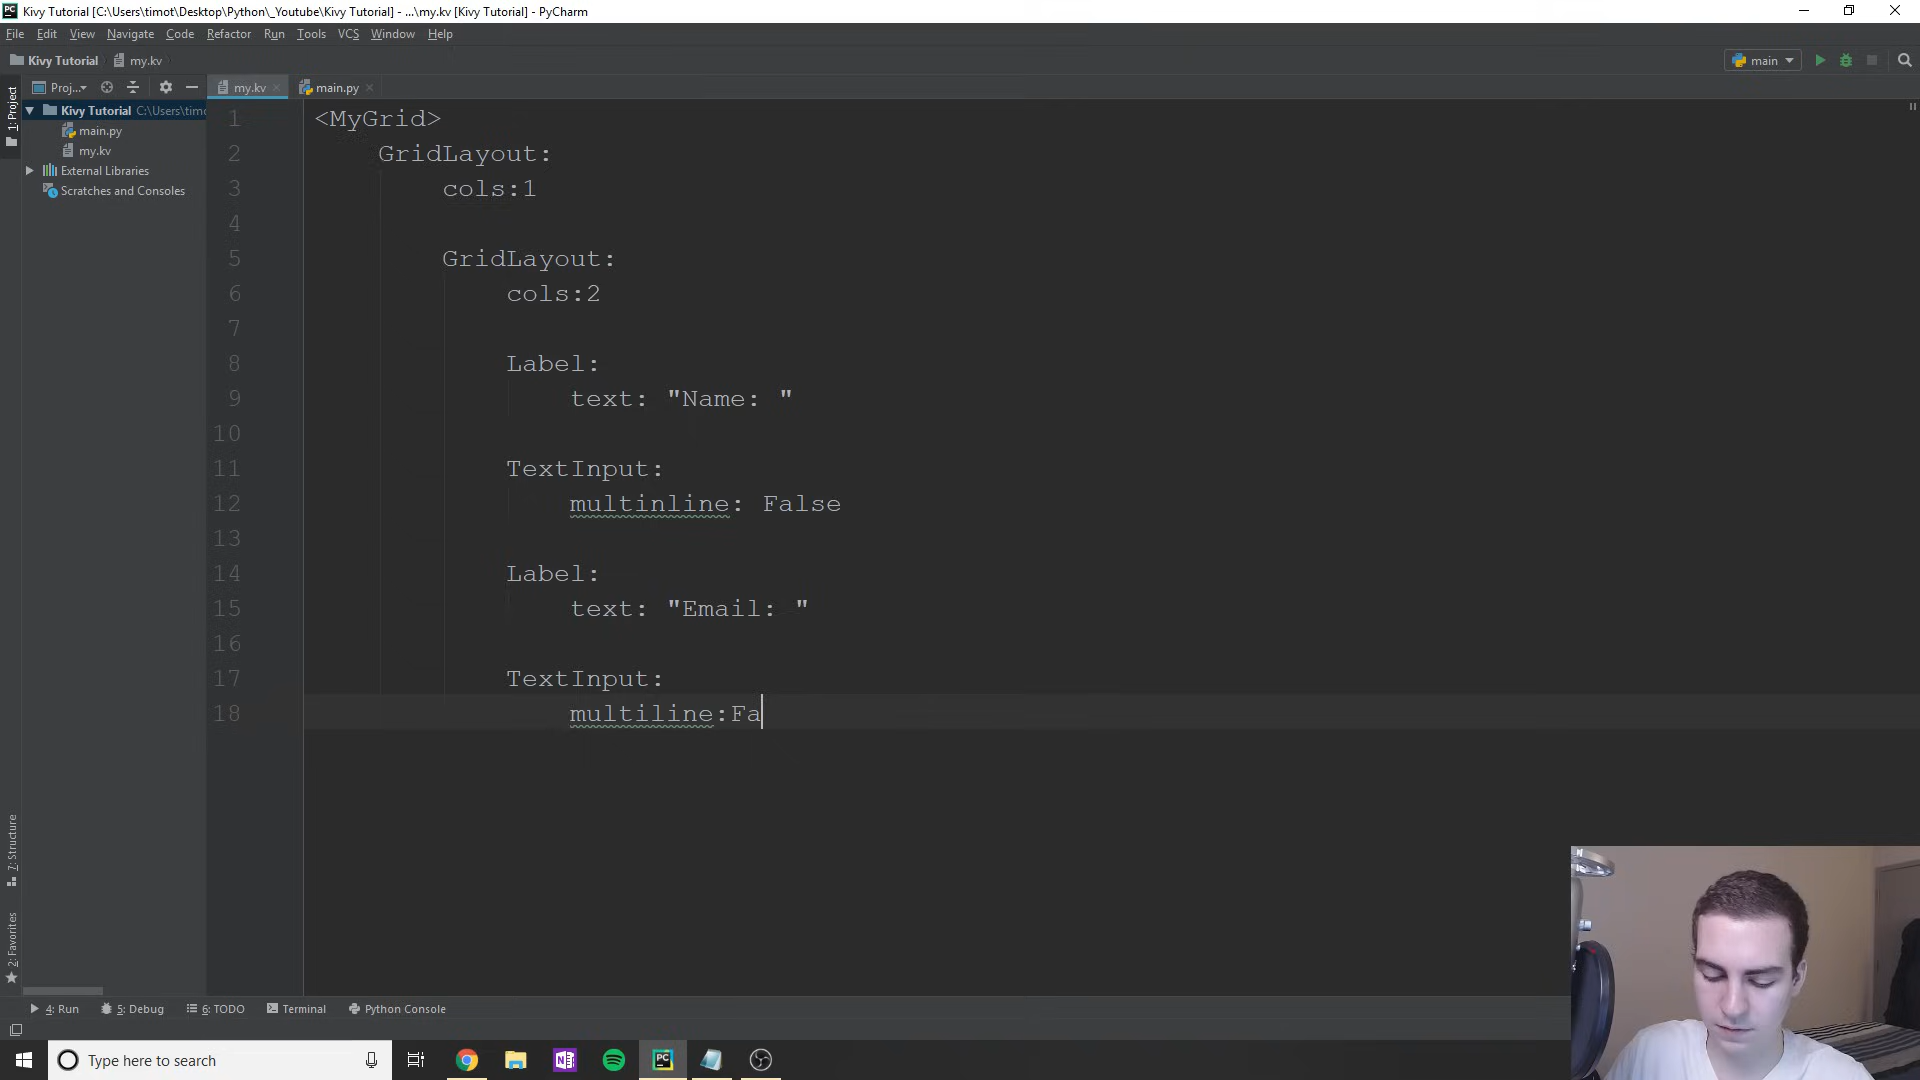 Kivy Tutorial [C:\Users\timot\Desktop\Python\_Youtube\Kivy Tutorial] - ...\my.kv [Kivy Tutorial] - PyCharm
File Edit View Navigate Code Refactor Run Tools VCS Window Help
Kivy Tutorial my.kv main
Proj... my.kv main.py
1: Project
Kivy Tutorial C:\Users\timo
main.py
my.kv
External Libraries
Scratches and Consoles
1 <MyGrid>
2 GridLayout:
3 cols:1
4
5 GridLayout:
6 cols:2
7
8 Label:
9 text: "Name: "
10
11 TextInput:
12 multinline: False
13
14 Label:
15 text: "Email: "
16
17 TextInput:
18 multiline:Fa
7: Structure
2: Favorites
4: Run 5: Debug 6: TODO Terminal Python Console
Type here to search